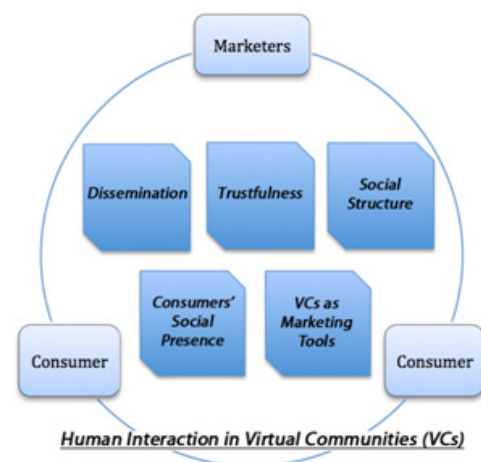 Marketers
Dissemination
Trustfulness
Social
Structure
Consumers'
Social
Presence
VCs as
Marketing
Tools
Consumer
Consumer
Human Interaction in Virtual Communities (VCs)